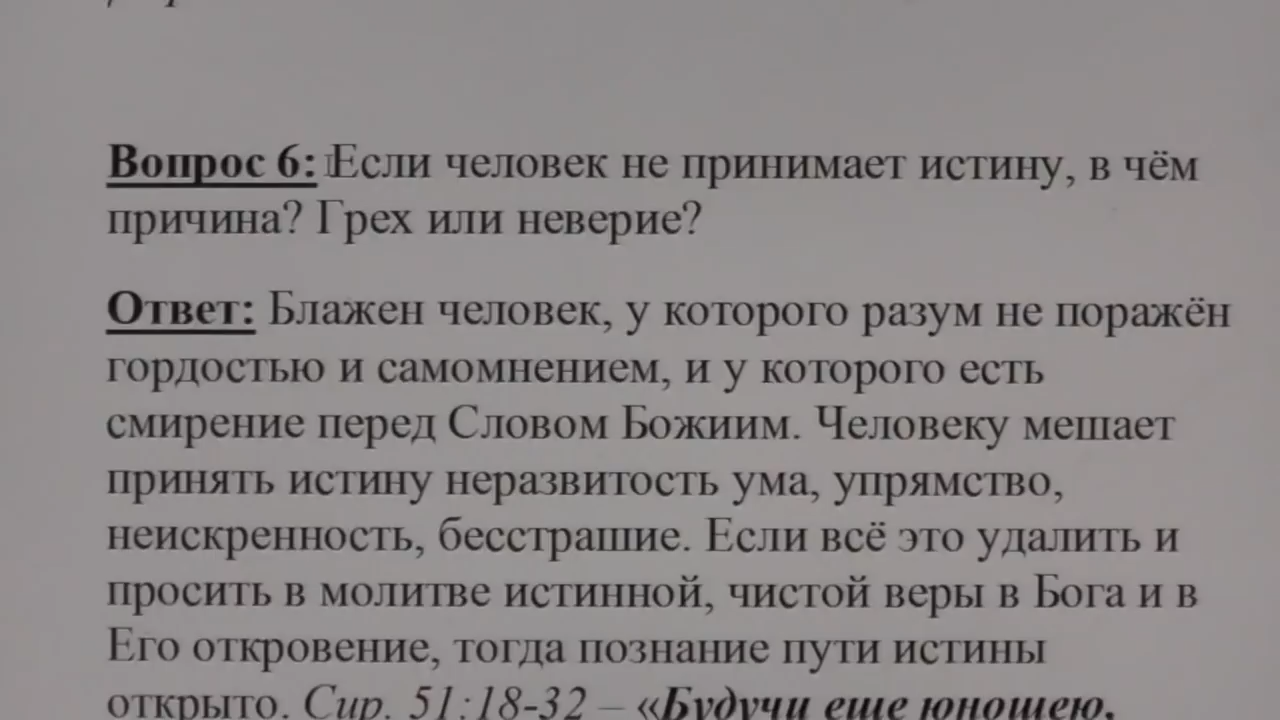 Вопрос 6: Если человек не принимает истину, в чём
причина? Грех или неверие?
Ответ: Блажен человек, у которого разум не поражён
гордостью и самомнением, и у которого есть
смирение перед Словом Божиим. Человеку мешает
принять истину неразвитость ума, упрямство,
неискренность, бесстрашие. Если всё это удалить и
просить в молитве истинной, чистой веры в Бога и в
Его откровение, тогда познание пути истины
открыто. Сир. 51:18-32 – «Будучи еще юношею,